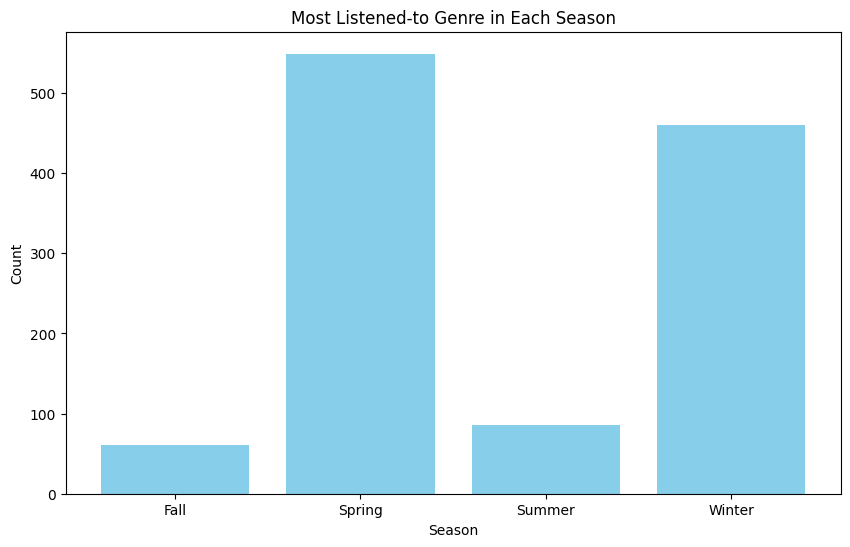 Most Listened-to Genre in Each Season
Count
500
400
300
200
100
0
Fall Spring Summer Winter
Season